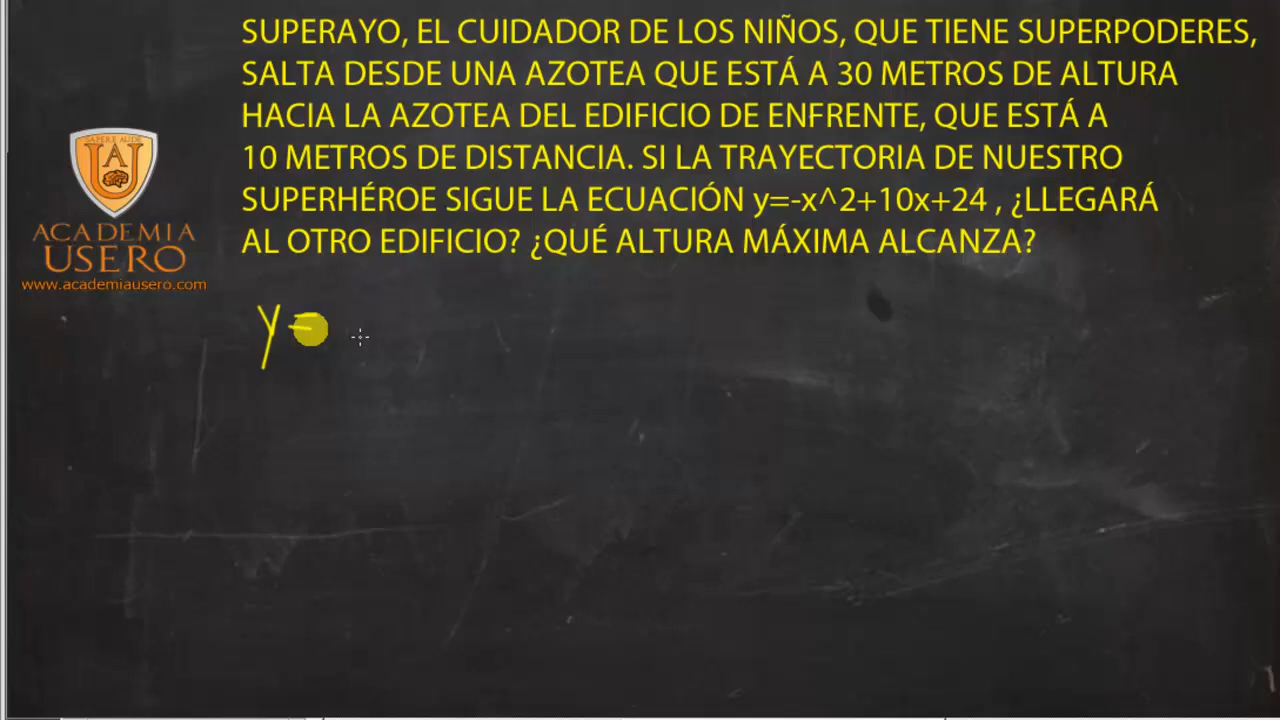 SUPERAYO, EL CUIDADOR DE LOS NIÑOS, QUE TIENE SUPERPODERES,
SALTA DESDE UNA AZOTEA QUE ESTÁ A 30 METROS DE ALTURA
HACIA LA AZOTEA DEL EDIFICIO DE ENFRENTE, QUE ESTÁ A
10 METROS DE DISTANCIA. SI LA TRAYECTORIA DE NUESTRO
SUPERHÉROE SIGUE LA ECUACIÓN y=-x^2+10x+24 , ¿LLEGARÁ
AL OTRO EDIFICIO? ¿QUÉ ALTURA MÁXIMA ALCANZA?
SAPERE AUDE
UA
ACADEMIA
USERO
www.academiausero.com
y=